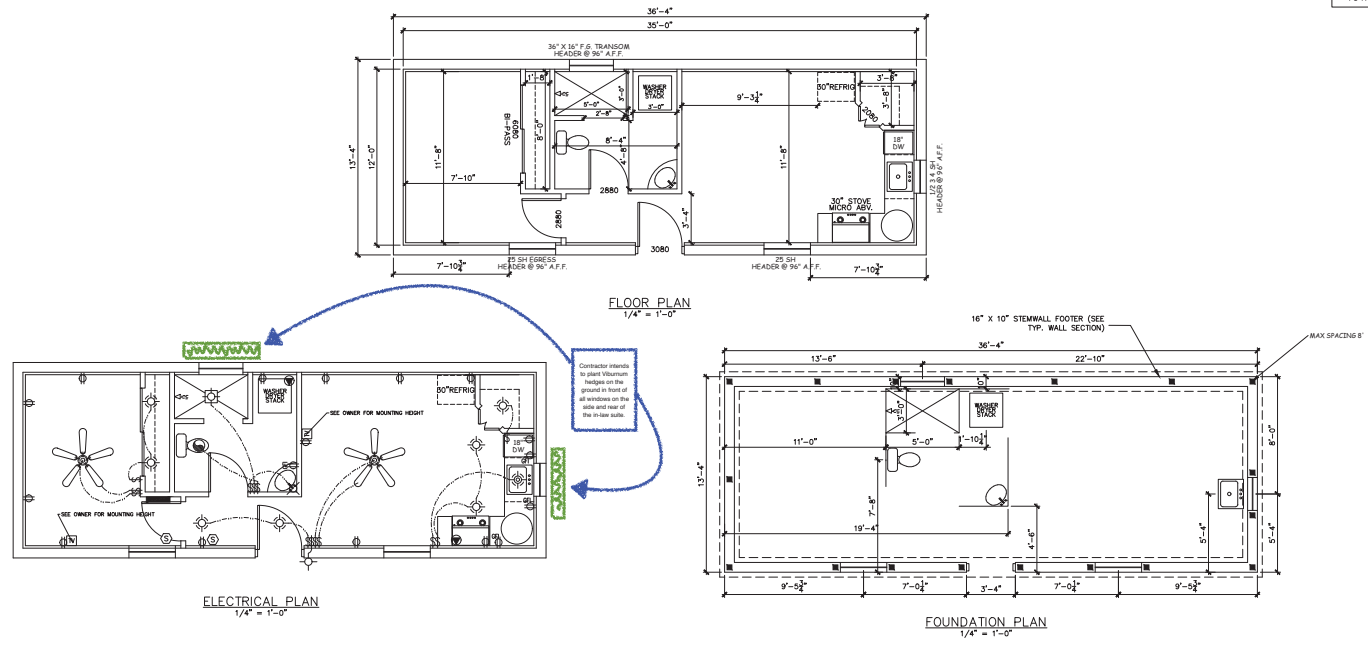 36'-4"
35'-0"
36" X 16" F.G. TRANSOM
HEADER @ 96" A.F.F.
13'-4"
12'-0"
11'-8"
7'-10"
1'-8"
6080
BI-PASS
8'-0"
5'-0"
3'-0"
2'-8"
8'-4"
4'-8"
WASHER
DRYER
STACK
3'-0"
9'-3 1/4"
11'-8"
30"REFRIG
3'-8"
3'-8"
2080
18"
DW
1/2 3 4 SH
HEADER @ 96" A.F.F.
30" STOVE
MICRO ABV.
2880
2880
3080
3'-4"
25 SH EGRESS
HEADER @ 96" A.F.F.
25 SH
HEADER @ 96" A.F.F.
7'-10 3/4"
7'-10 3/4"
FLOOR PLAN
1/4" = 1'-0"
Contractor intends
to plant Viburnum
hedges on the
ground in front of
all windows on the
side and rear of
the in-law suite.
WASHER
DRYER
STACK
30"REFRIG
SEE OWNER FOR MOUNTING HEIGHT
TV
18"
DW
SEE OWNER FOR MOUNTING HEIGHT
TV
S
S
ELECTRICAL PLAN
1/4" = 1'-0"
16" X 10" STEMWALL FOOTER (SEE
TYP. WALL SECTION)
MAX SPACING 8'
36'-4"
13'-6"
22'-10"
13'-4"
3'-0"
WASHER
DRYER
STACK
11'-0"
5'-0"
1'-10 1/4"
7'-8"
19'-4"
4'-6"
5'-4"
8'-0"
5'-4"
9'-5 3/4"
7'-0 1/4"
3'-4"
7'-0 1/4"
9'-5 3/4"
FOUNDATION PLAN
1/4" = 1'-0"